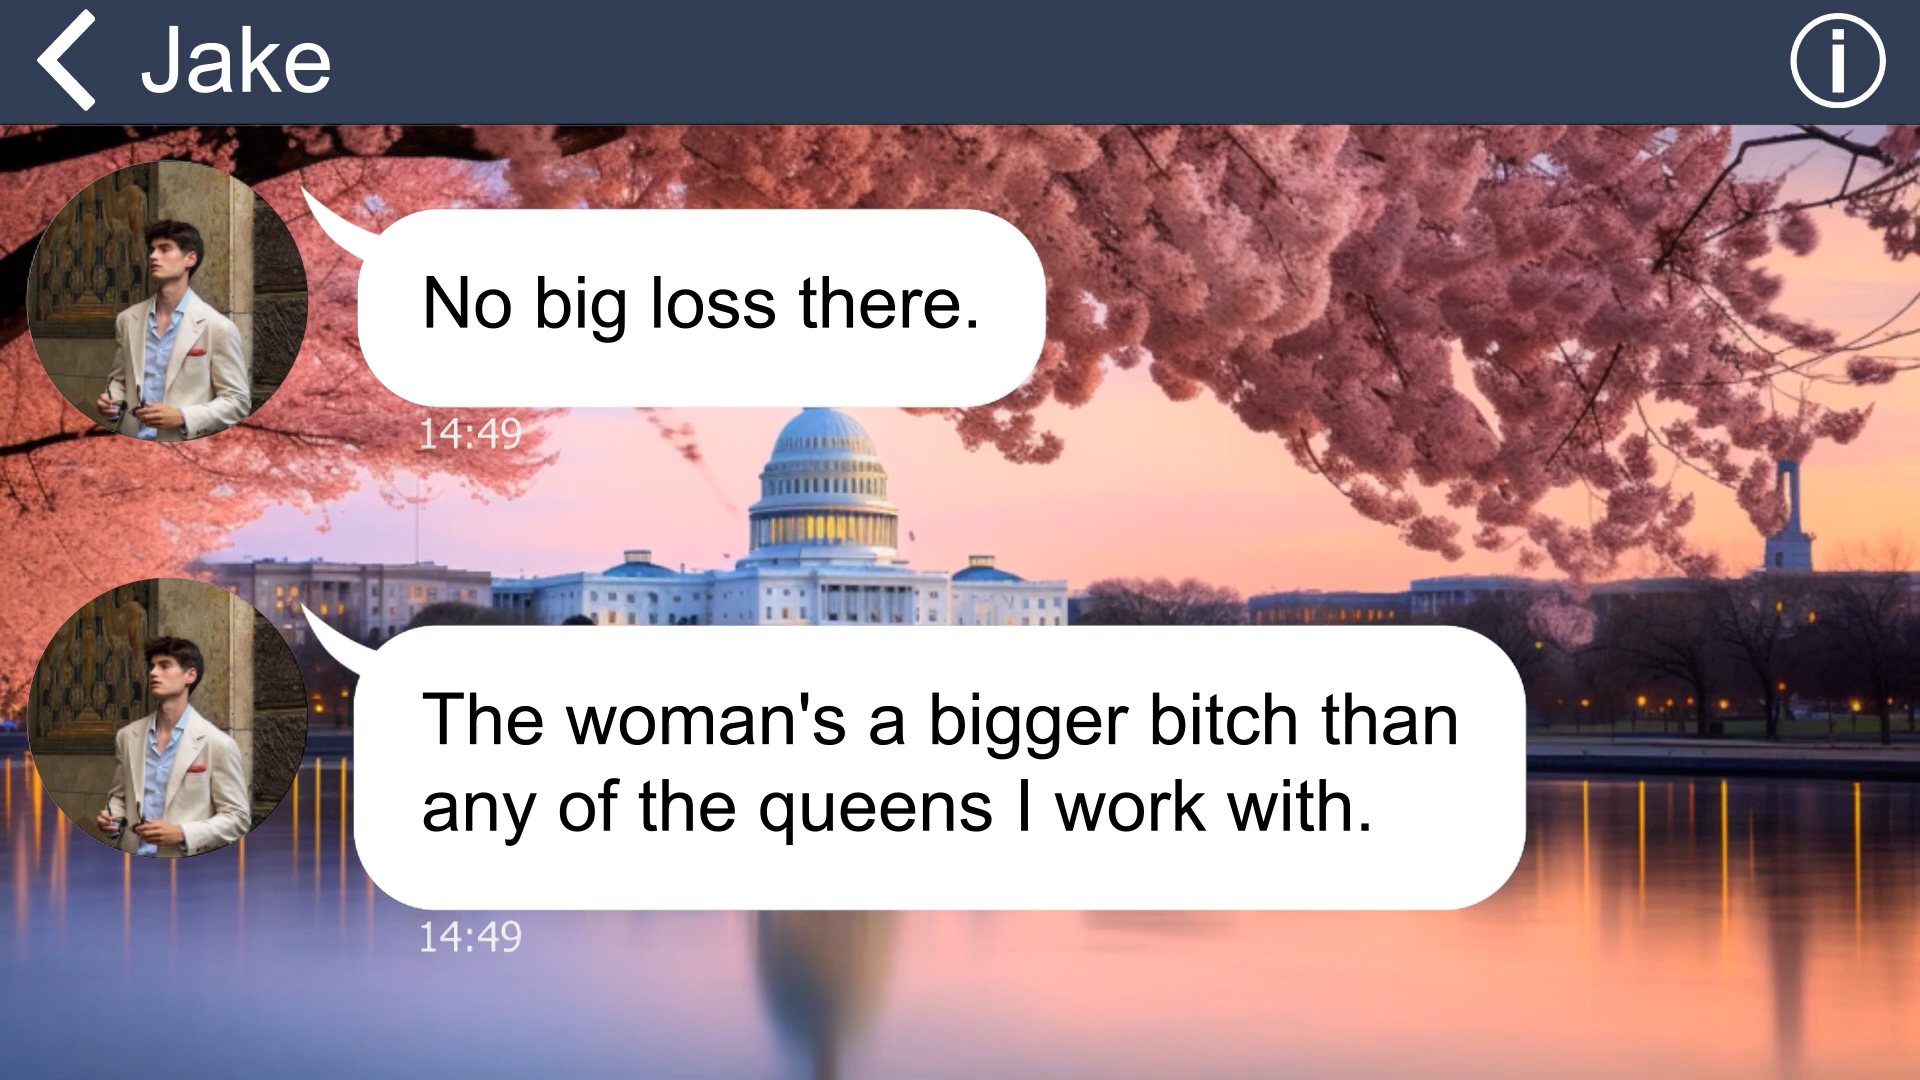 Jake
No big loss there.
14:49
The woman's a bigger bitch than
any of the queens I work with.
14:49